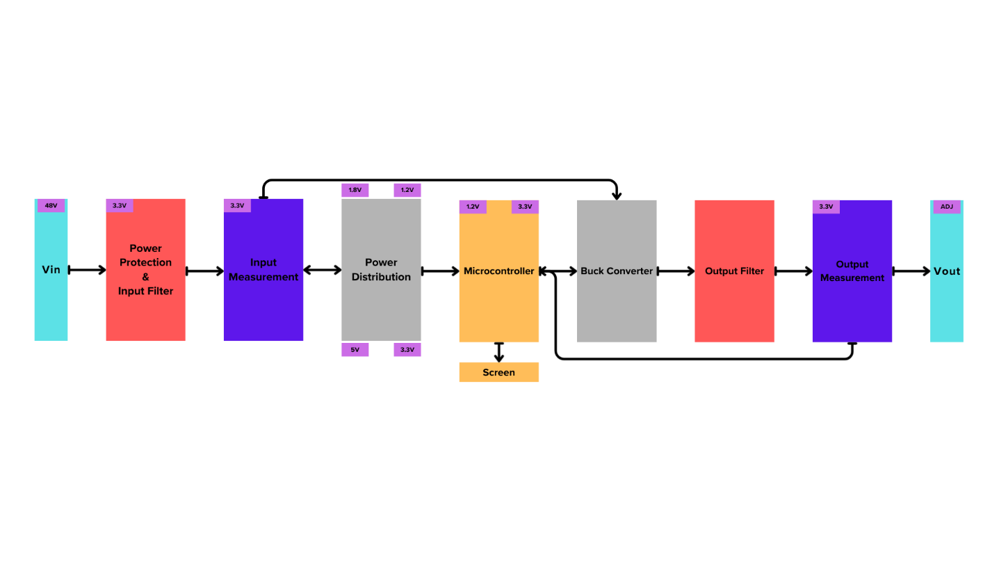 48V
Vin
3.3V
Power
Protection
&
Input Filter
3.3V
Input
Measurement
1.8V
1.2V
Power
Distribution
5V
3.3V
1.2V
3.3V
Microcontroller
Screen
Buck Converter
Output Filter
3.3V
Output
Measurement
ADJ
Vout